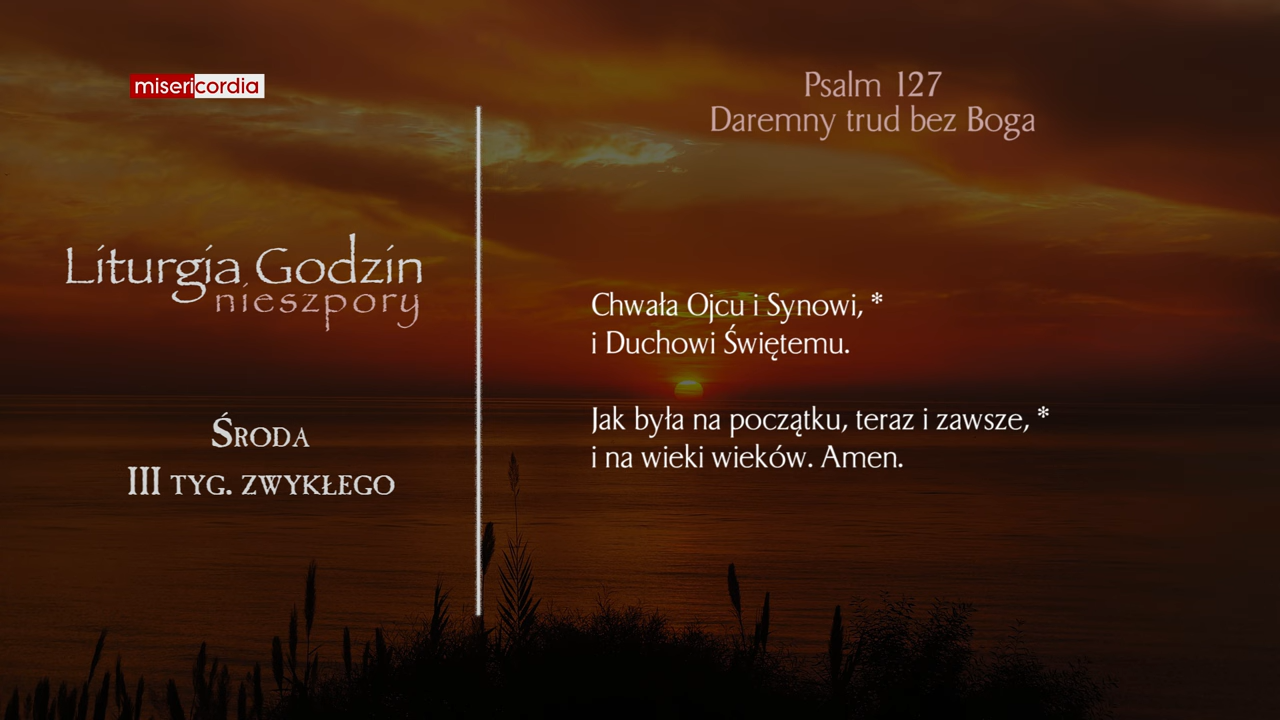 misericordia
Liturgia Godzin
nieszpory
Środa
III tyg. zwykłego
Psalm 127
Daremny trud bez Boga
Chwała Ojcu i Synowi, *
i Duchowi Świętemu.
Jak była na początku, teraz i zawsze, *
i na wieki wieków. Amen.